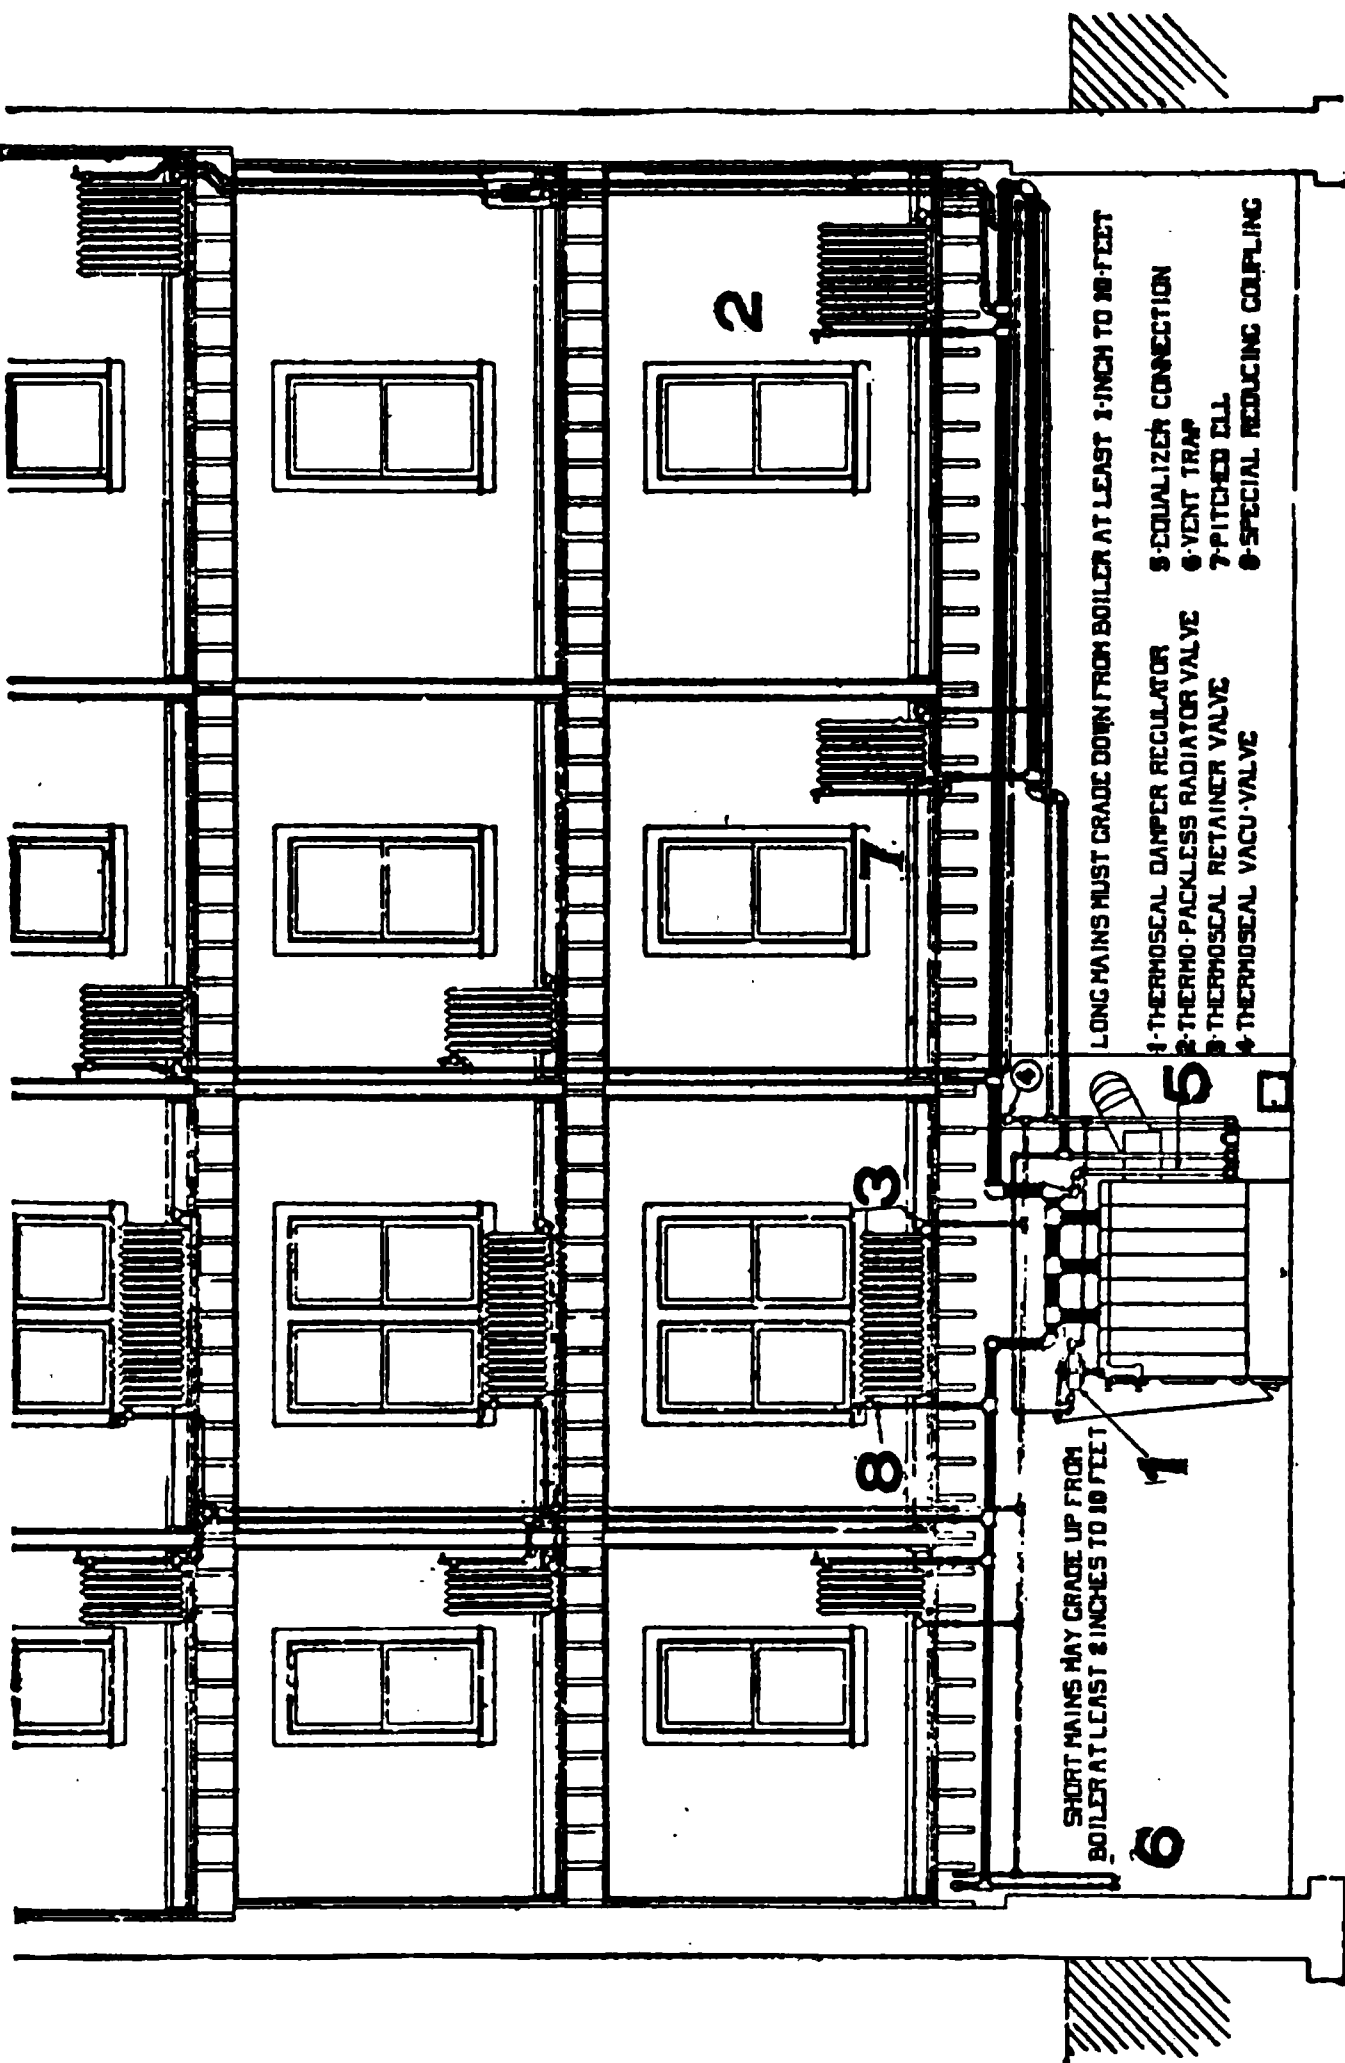 2
7
3
8
LONG MAINS MUST GRADE DOWN FROM BOILER AT LEAST 1-INCH TO 10-FEET
SHORT MAINS MAY GRADE UP FROM
BOILER AT LEAST 2 INCHES TO 10 FEET
4
5
1
6
1-THERMOSEAL DAMPER REGULATOR
2-THERMO-PACKLESS RADIATOR VALVE
3-THERMOSEAL RETAINER VALVE
4-THERMOSEAL VACU-VALVE
5-EQUALIZER CONNECTION
6-VENT TRAP
7-PITCHED ELL
8-SPECIAL REDUCING COUPLING